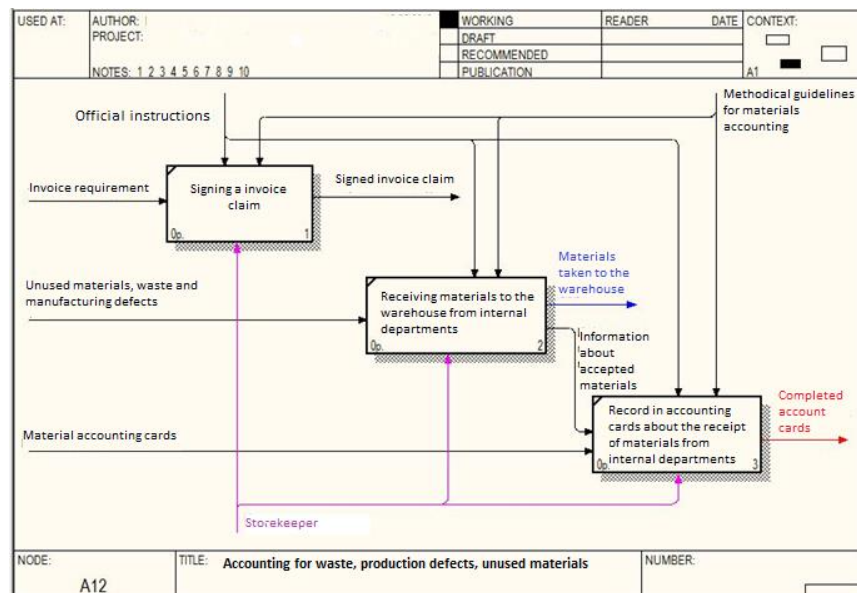 USED AT:
AUTHOR:
PROJECT:
NOTES: 1 2 3 4 5 6 7 8 9 10
WORKING
DRAFT
RECOMMENDED
PUBLICATION
READER DATE
CONTEXT:
A1
Official instructions
Methodical guidelines
for materials
accounting
Invoice requirement
Signing a invoice
claim
0р. 1
Signed invoice claim
Unused materials, waste and
manufacturing defects
Receiving materials to the
warehouse from internal
departments
0р. 2
Materials
taken to the
warehouse
Information
about
accepted
materials
Material accounting cards
Record in accounting
cards about the receipt
of materials from
internal departments
0р. 3
Completed
account
cards
Storekeeper
NODE:
A12
TITLE: Accounting for waste, production defects, unused materials
NUMBER: